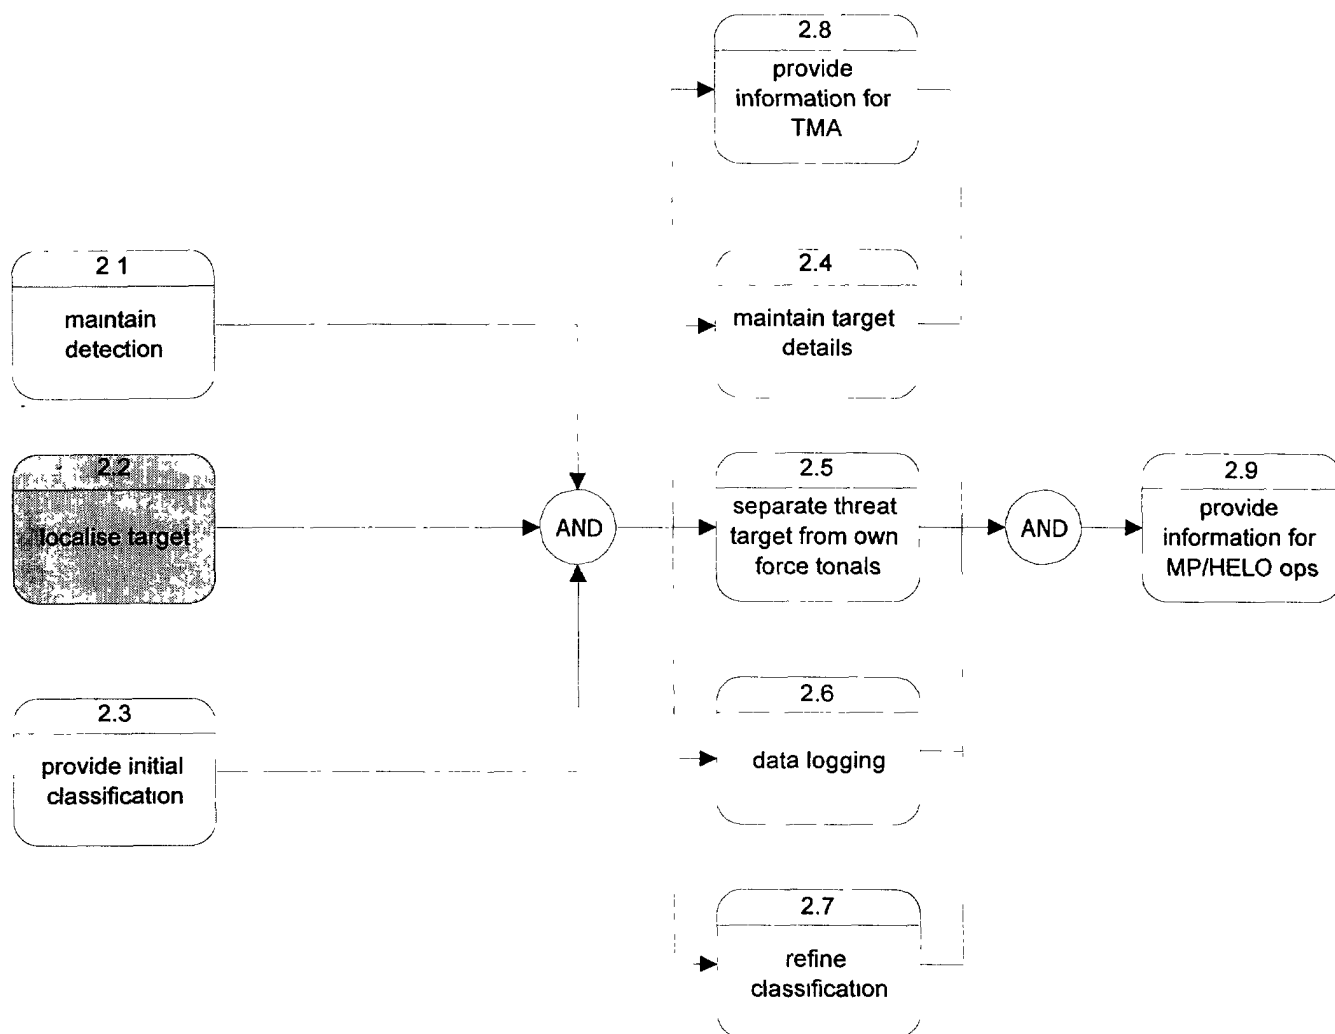 2.8
provide
information for
TMA
2 1
maintain
detection
2.4
maintain target
details
2.2
localise target
AND
2.5
separate threat
target from own
force tonals
AND
2.9
provide
information for
MP/HELO ops
2.3
provide initial
classification
2.6
data logging
2.7
refine
classification